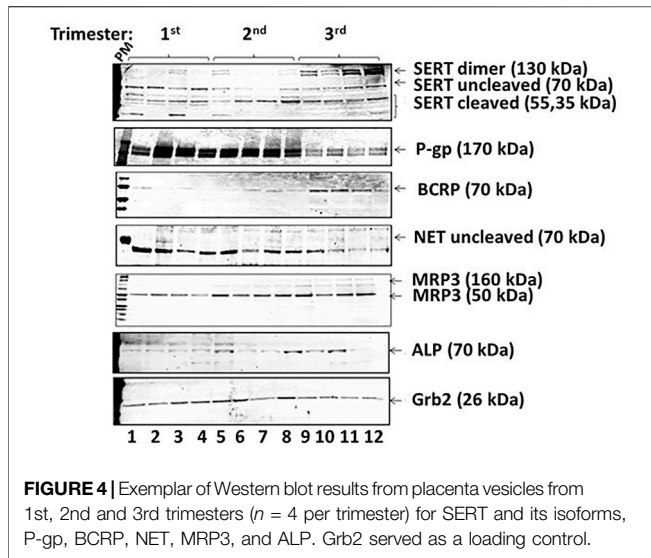 Trimester: 1st 2nd 3rd
PM
SERT dimer (130 kDa)
SERT uncleaved (70 kDa)
SERT cleaved (55,35 kDa)
P-gp (170 kDa)
BCRP (70 kDa)
NET uncleaved (70 kDa)
MRP3 (160 kDa)
MRP3 (50 kDa)
ALP (70 kDa)
Grb2 (26 kDa)
1 2 3 4 5 6 7 8 9 10 11 12
FIGURE 4 | Exemplar of Western blot results from placenta vesicles from
1st, 2nd and 3rd trimesters (n = 4 per trimester) for SERT and its isoforms,
P-gp, BCRP, NET, MRP3, and ALP. Grb2 served as a loading control.